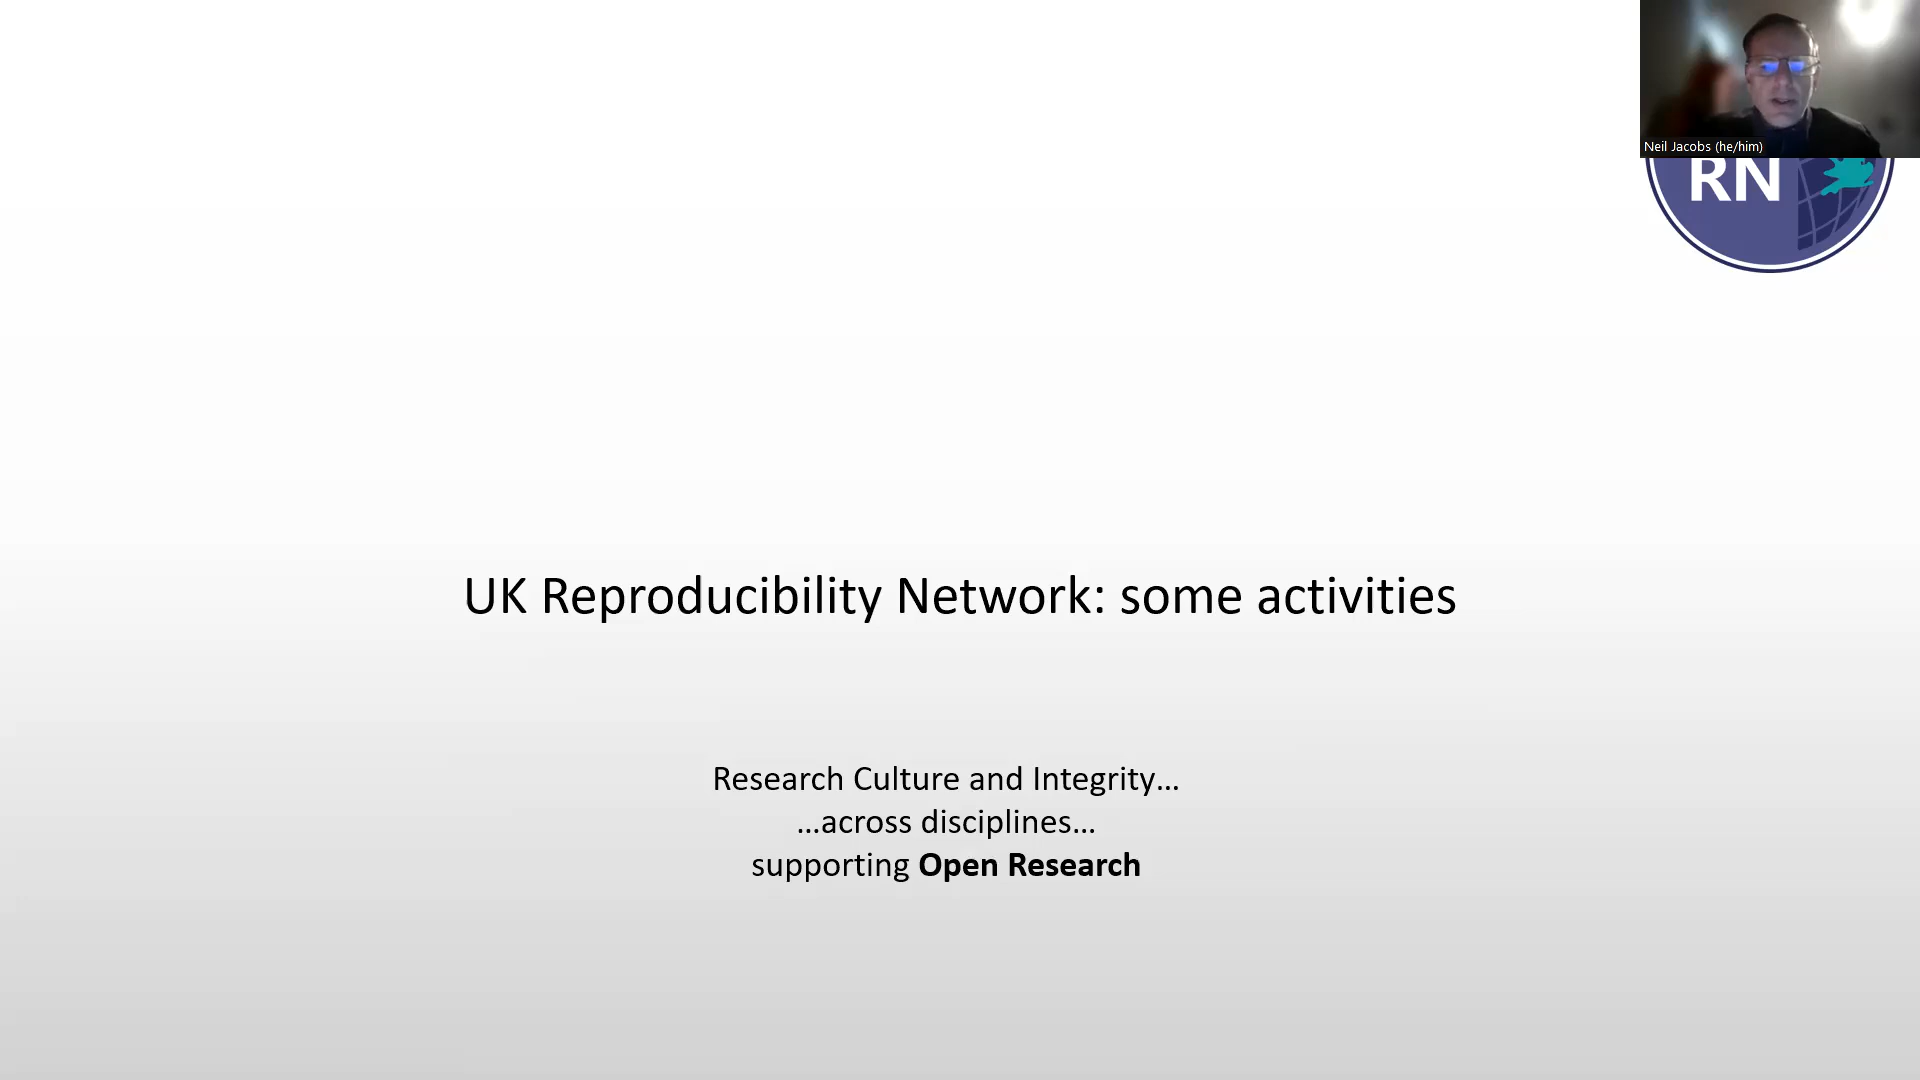 Neil Jacobs (he/him)
RN
UK Reproducibility Network: some activities
Research Culture and Integrity…
…across disciplines…
supporting Open Research